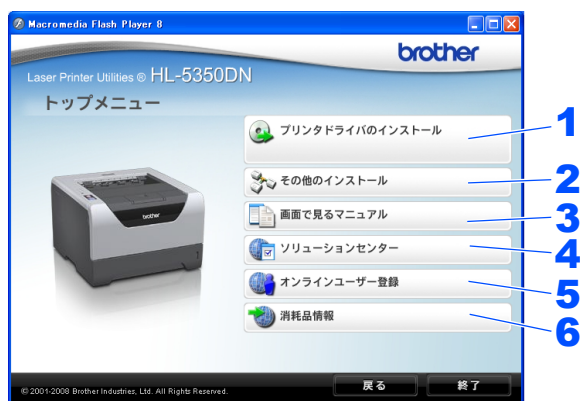 Macromedia Flash Player 8
brother
Laser Printer Utilities ® HL-5350DN
トップメニュー
プリンタドライバのインストール
1
その他のインストール
2
画面で見るマニュアル
3
ソリューションセンター
4
オンラインユーザー登録
5
消耗品情報
6
brother
© 2001-2008 Brother Industries, Ltd. All Rights Reserved.
戻る
終了